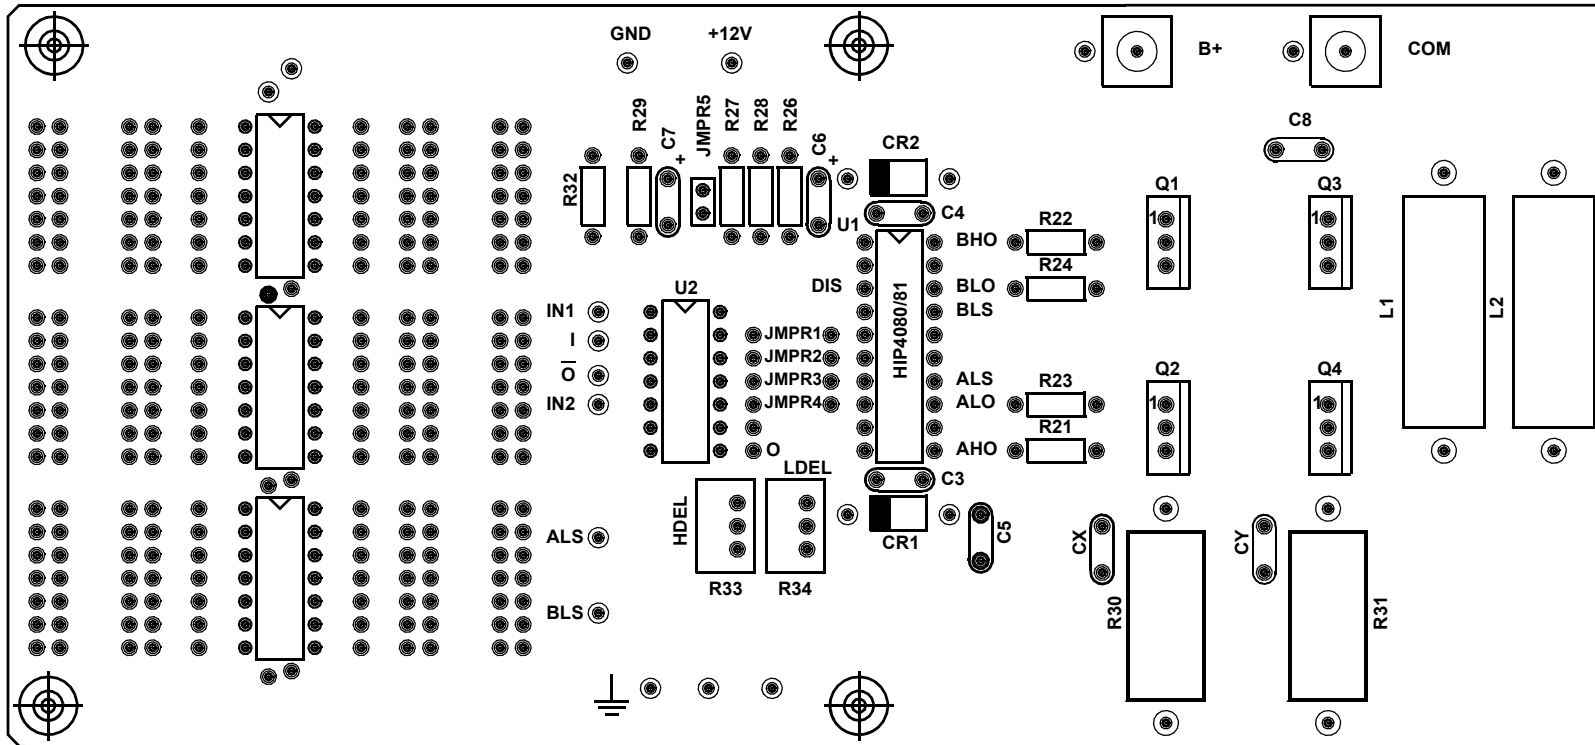 GND
+12V
B+
COM
R29
C7
+
JMPR5
R27
R28
R26
C6
+
CR2
C8
R32
U1
C4
Q1
Q3
1
1
R22
BHO
R24
DIS
BLO
BLS
HIP4080/81
U2
L1
L2
IN1
I
O̅
IN2
JMPR1
JMPR2
JMPR3
JMPR4
O
ALS
ALO
AHO
R23
R21
Q2
Q4
1
1
LDEL
HDEL
C3
CR1
C5
CX
CY
R33
R34
R30
R31
ALS
BLS